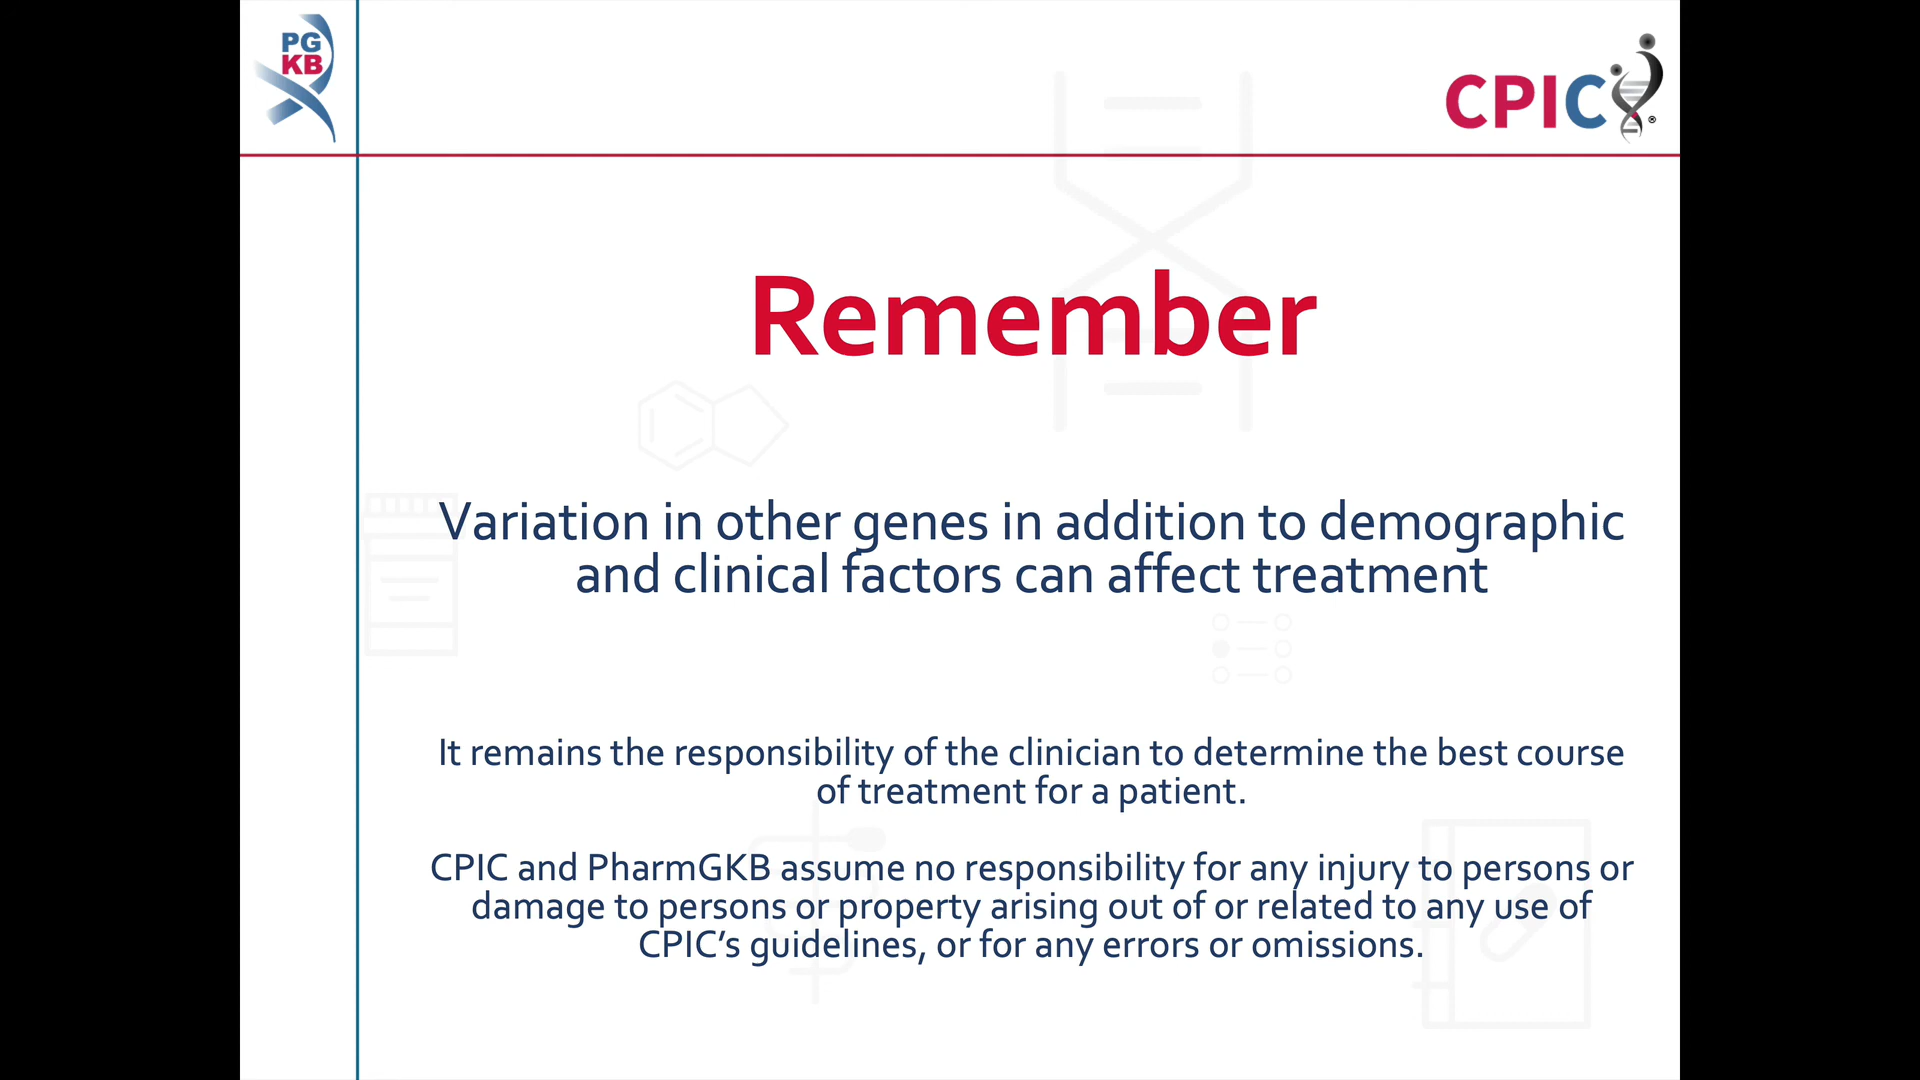 PG
KB
CPIC®
Remember
Variation in other genes in addition to demographic
and clinical factors can affect treatment
It remains the responsibility of the clinician to determine the best course
of treatment for a patient.
CPIC and PharmGKB assume no responsibility for any injury to persons or
damage to persons or property arising out of or related to any use of
CPIC’s guidelines, or for any errors or omissions.